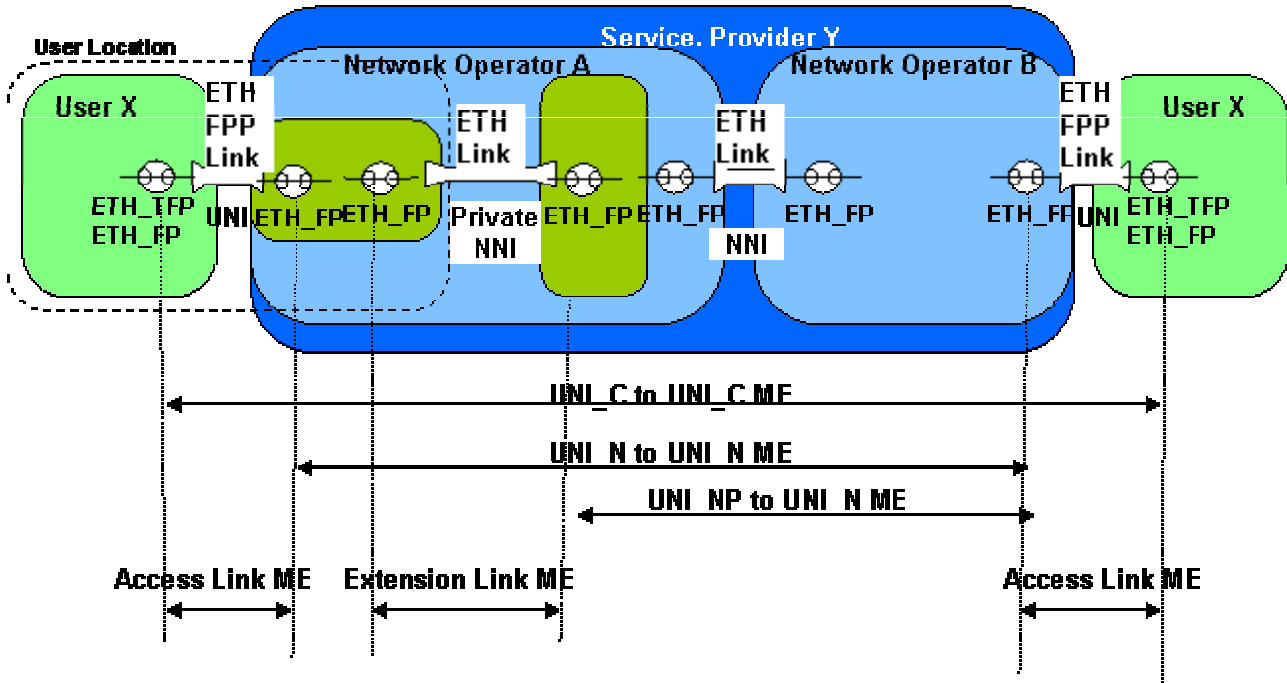 Service. Provider Y
User Location
Network Operator A
Network Operator B
User X
ETH
FPP
Link
ETH
Link
ETH
Link
ETH
FPP
Link
User X
ETH_TFP
ETH_FP
UNI
ETH_FP
ETH_FP
Private
NNI
ETH_FP
ETH_FP
NNI
ETH_FP
ETH_FP
UNI
ETH_TFP
ETH_FP
UNI_C to UNI_C ME
UNI_N to UNI_N ME
UNI_NP to UNI_N ME
Access Link ME
Extension Link ME
Access Link ME